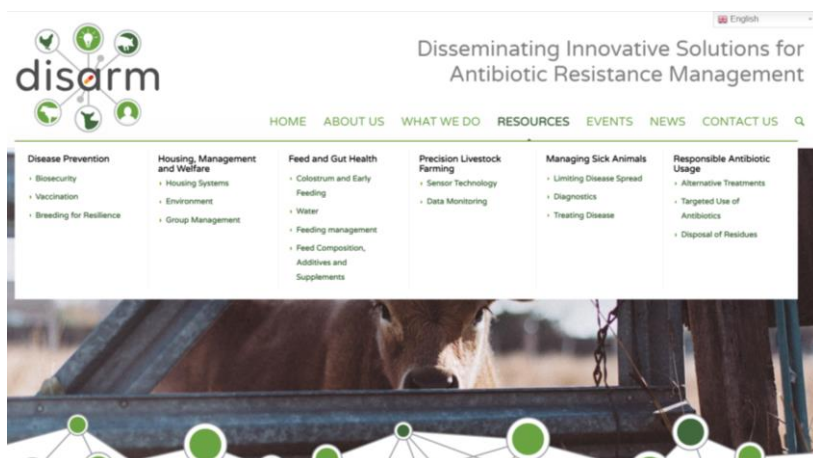 English
disarm
Disseminating Innovative Solutions for
Antibiotic Resistance Management
HOME ABOUT US WHAT WE DO RESOURCES EVENTS NEWS CONTACT US
Disease Prevention
Biosecurity
Vaccination
Breeding for Resilience
Housing, Management
and Welfare
Housing Systems
Environment
Group Management
Feed and Gut Health
Colostrum and Early
Feeding
Water
Feeding management
Feed Composition,
Additives and
Supplements
Precision Livestock
Farming
Sensor Technology
Data Monitoring
Managing Sick Animals
Limiting Disease Spread
Diagnostics
Treating Disease
Responsible Antibiotic
Usage
Alternative Treatments
Targeted Use of
Antibiotics
Disposal of Residues